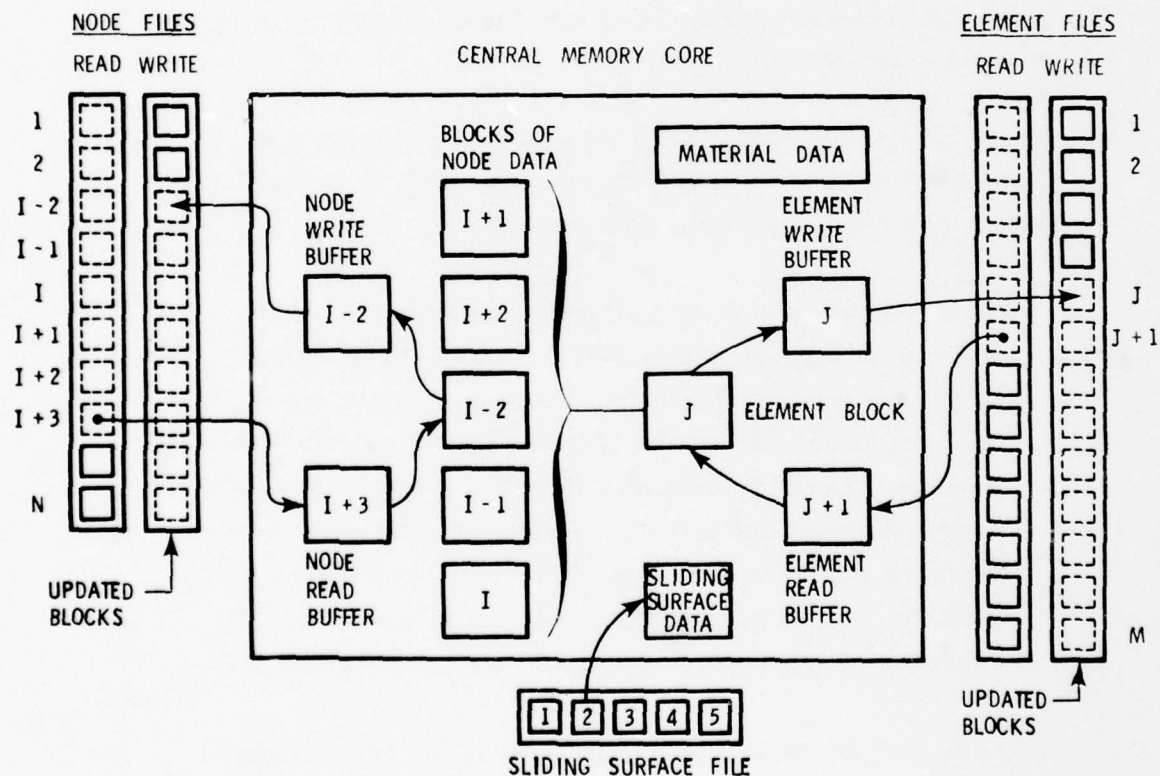 NODE FILES
READ WRITE
1
2
I - 2
I - 1
I
I + 1
I + 2
I + 3
N
UPDATED
BLOCKS
CENTRAL MEMORY CORE
BLOCKS OF
NODE DATA
I + 1
I + 2
I - 2
I - 1
I
NODE
WRITE
BUFFER
I - 2
I + 3
NODE
READ
BUFFER
MATERIAL DATA
ELEMENT
WRITE
BUFFER
J
J
ELEMENT BLOCK
J + 1
ELEMENT
READ
BUFFER
SLIDING
SURFACE
DATA
1 2 3 4 5
SLIDING SURFACE FILE
ELEMENT FILES
READ WRITE
1
2
J
J + 1
M
UPDATED
BLOCKS